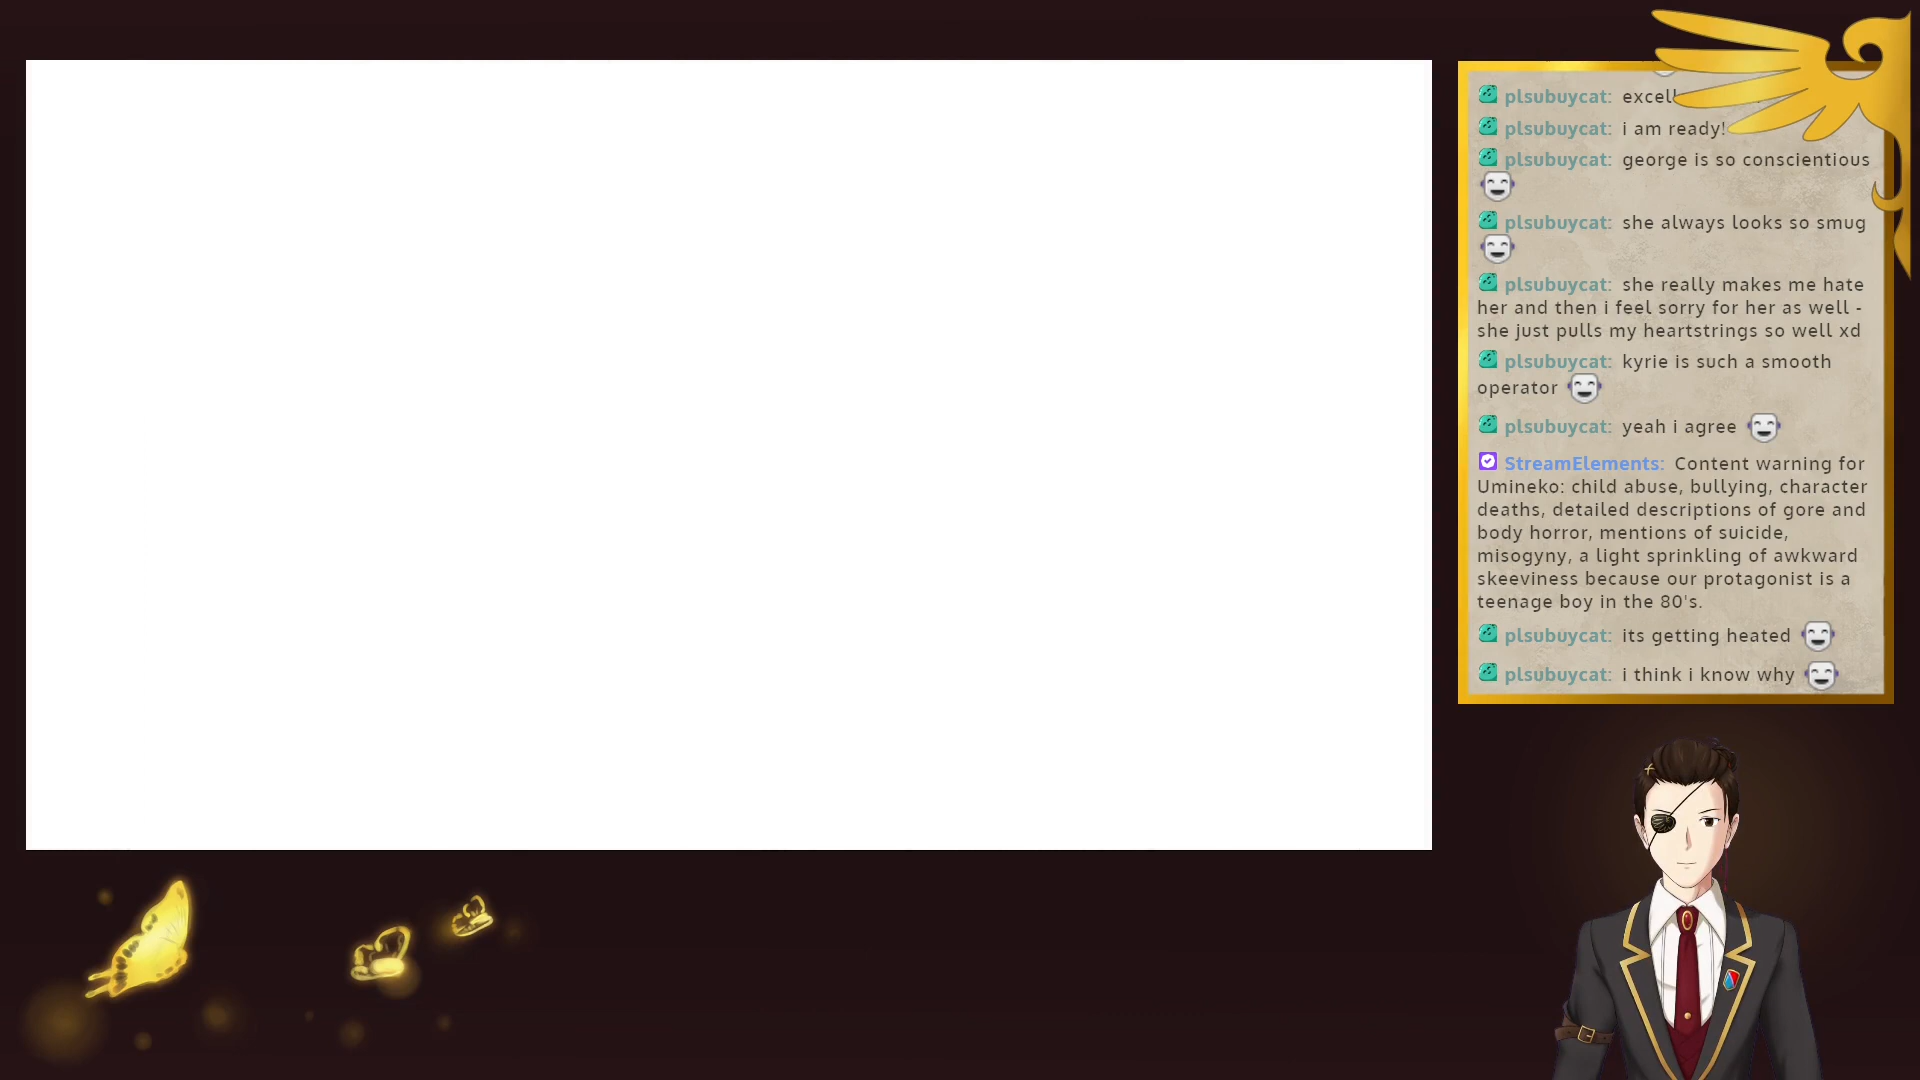 plsubuycat: excell
plsubuycat: i am ready!
plsubuycat: george is so conscientious
plsubuycat: she always looks so smug
plsubuycat: she really makes me hate
her and then i feel sorry for her as well -
she just pulls my heartstrings so well xd
plsubuycat: kyrie is such a smooth
operator
plsubuycat: yeah i agree
StreamElements: Content warning for
Umineko: child abuse, bullying, character
deaths, detailed descriptions of gore and
body horror, mentions of suicide,
misogyny, a light sprinkling of awkward
skeeviness because our protagonist is a
teenage boy in the 80's.
plsubuycat: its getting heated
plsubuycat: i think i know why